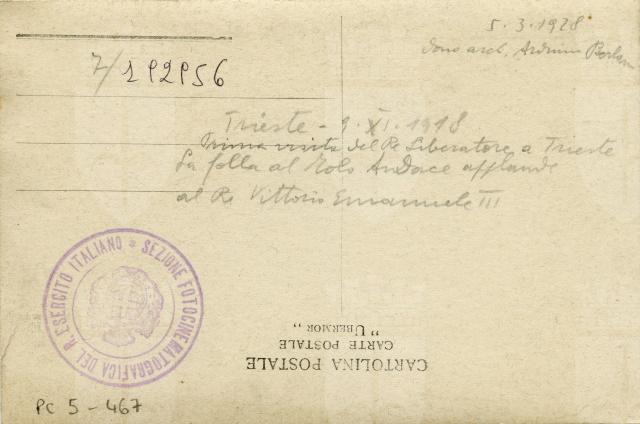 5. 3. 1928
dono arch. Arduino Berlam
7/ 292956
Trieste - 9. XI. 1918
Prima visita del Re Liberatore a Trieste
La folla al Molo Audace applaude
al Re Vittorio Emanuele III
SEZIONE FOTOCINEMATOGRAFICA DEL R. ESERCITO ITALIANO
CARTOLINA POSTALE
CARTE POSTALE
"UBERMOR"
PC 5 - 467